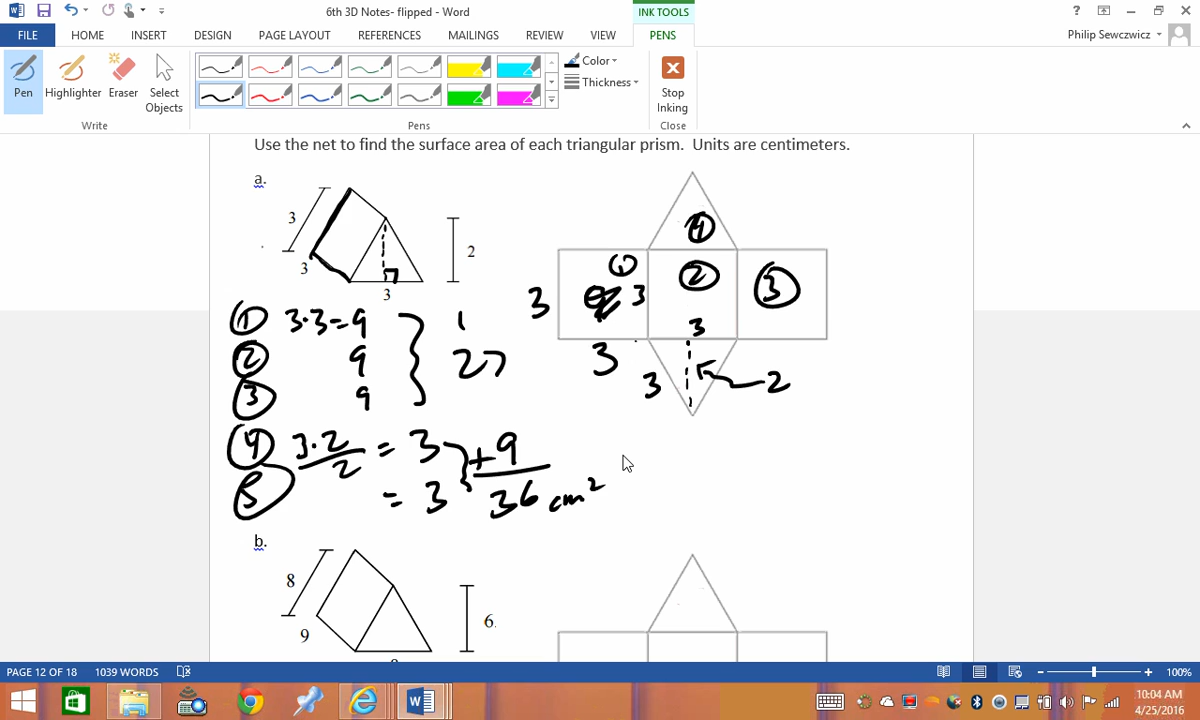 6th 3D Notes- flipped - Word
INK TOOLS
?
FILE HOME INSERT DESIGN PAGE LAYOUT REFERENCES MAILINGS REVIEW VIEW PENS
Philip Sewczwicz
Pen Highlighter Eraser Select Objects
Color
Thickness
Stop Inking
Write Pens Close
Use the net to find the surface area of each triangular prism. Units are centimeters.
a.
3
3
3
2
4
1 2 3
3 3 3
3
3 2
1 3·3=9
2 9
3 9
1
27
4 3·2/2 = 3
5 = 3
+9
36 cm²
b.
8
9
6.
PAGE 12 OF 18 1039 WORDS
100%
10:04 AM
4/25/2016